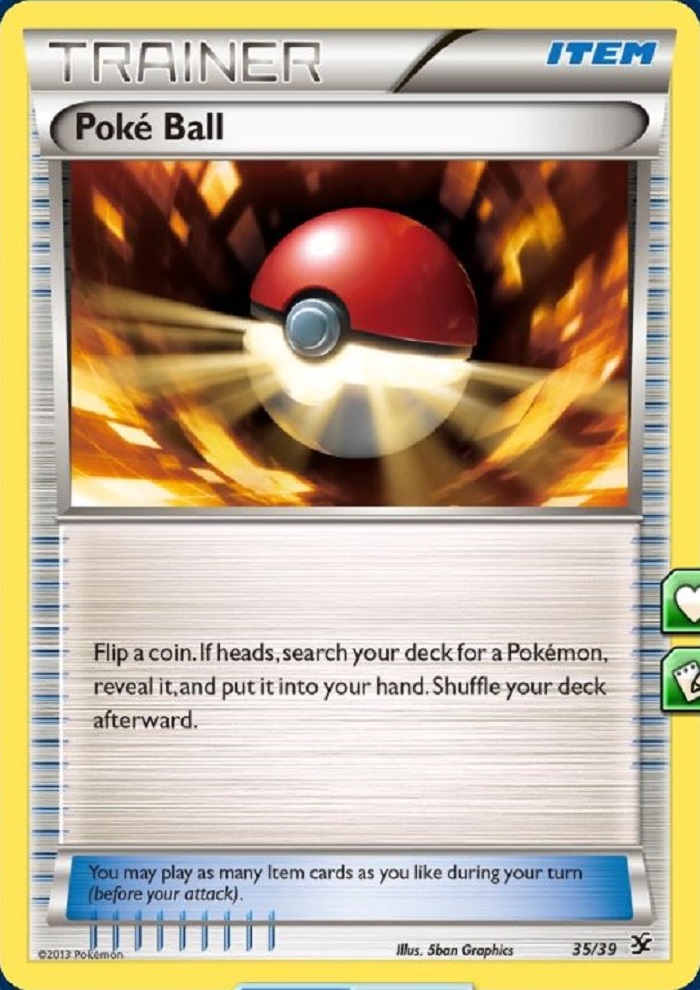 TRAINER
ITEM
Poké Ball
Flip a coin. If heads, search your deck for a Pokémon,
reveal it, and put it into your hand. Shuffle your deck
afterward.
You may play as many Item cards as you like during your turn
(before your attack).
©2013 Pokémon
Illus. 5ban Graphics
35/39